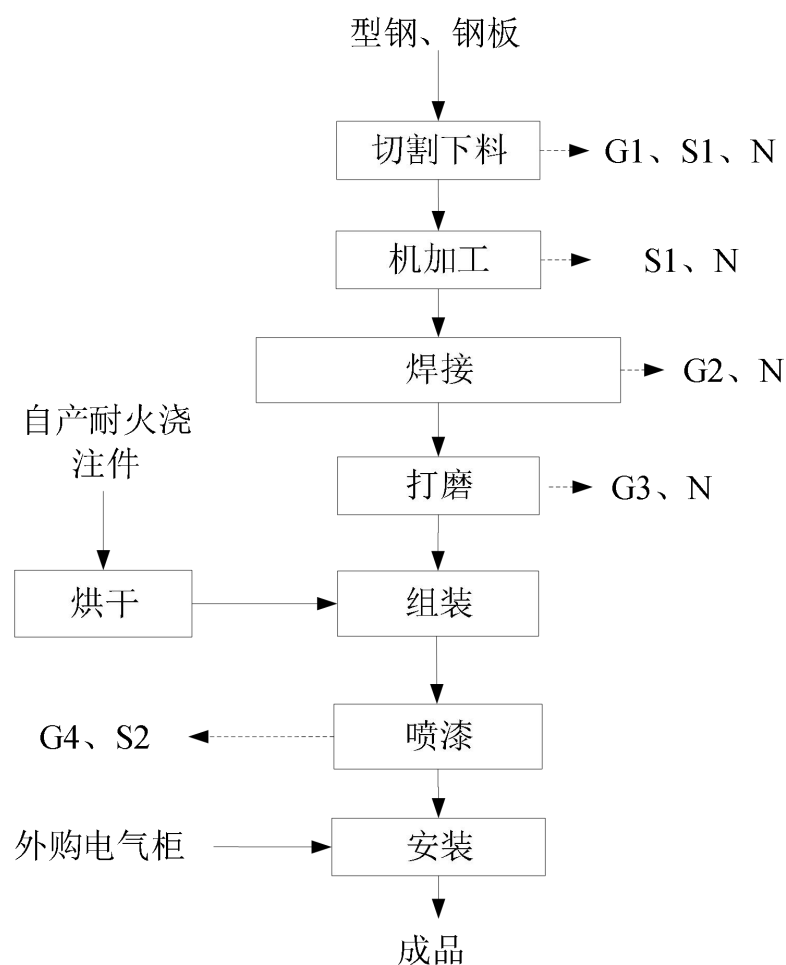 型钢、钢板
切割下料
G1、S1、N
机加工
S1、N
焊接
G2、N
自产耐火浇
注件
打磨
G3、N
烘干
组装
G4、S2
喷漆
外购电气柜
安装
成品